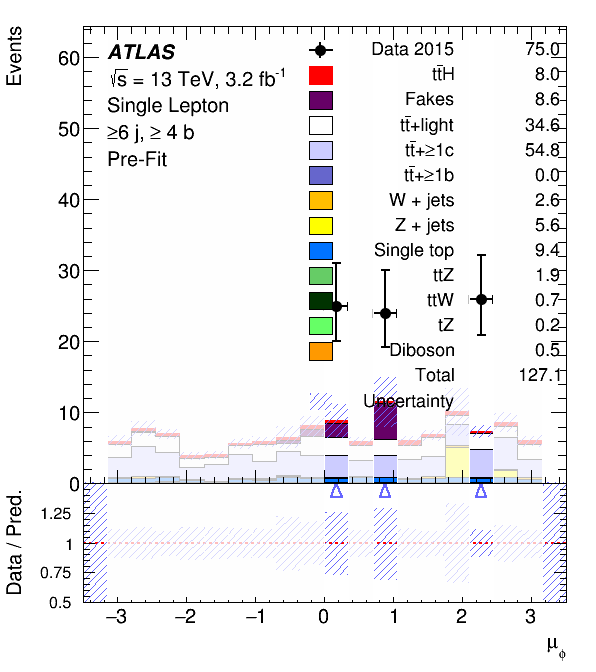 Events
60
50
40
30
20
10
0
ATLAS
√s = 13 TeV, 3.2 fb⁻¹
Single Lepton
≥6 j, ≥ 4 b
Pre-Fit
Data 2015 75.0
tt̄H 8.0
Fakes 8.6
tt̄+light 34.6
tt̄+≥1c 54.8
tt̄+≥1b 0.0
W + jets 2.6
Z + jets 5.6
Single top 9.4
ttZ 1.9
ttW 0.7
tZ 0.2
Diboson 0.5
Total 127.1
Uncertainty
Data / Pred.
1.25
1
0.75
0.5
−3 −2 −1 0 1 2 3
μϕ